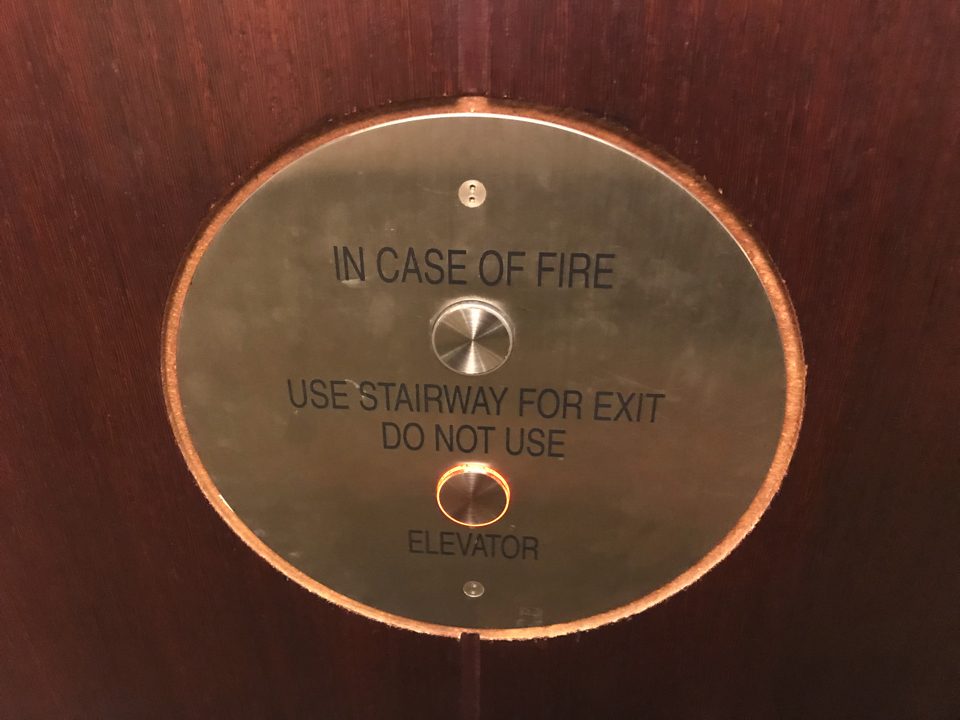 IN CASE OF FIRE
USE STAIRWAY FOR EXIT
DO NOT USE
ELEVATOR